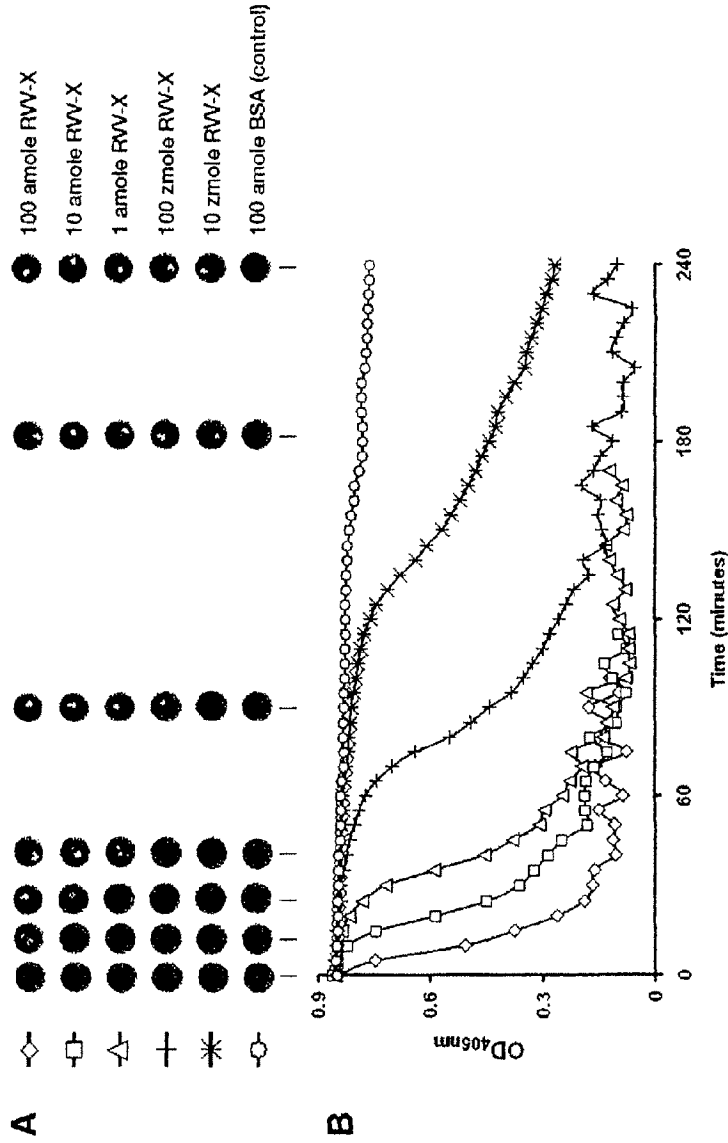 A
100 amole RVV-X
10 amole RVV-X
1 amole RVV-X
100 zmole RVV-X
10 zmole RVV-X
100 amole BSA (control)
B
OD405nm
0.9
0.6
0.3
0
0
60
120
180
240
Time (minutes)